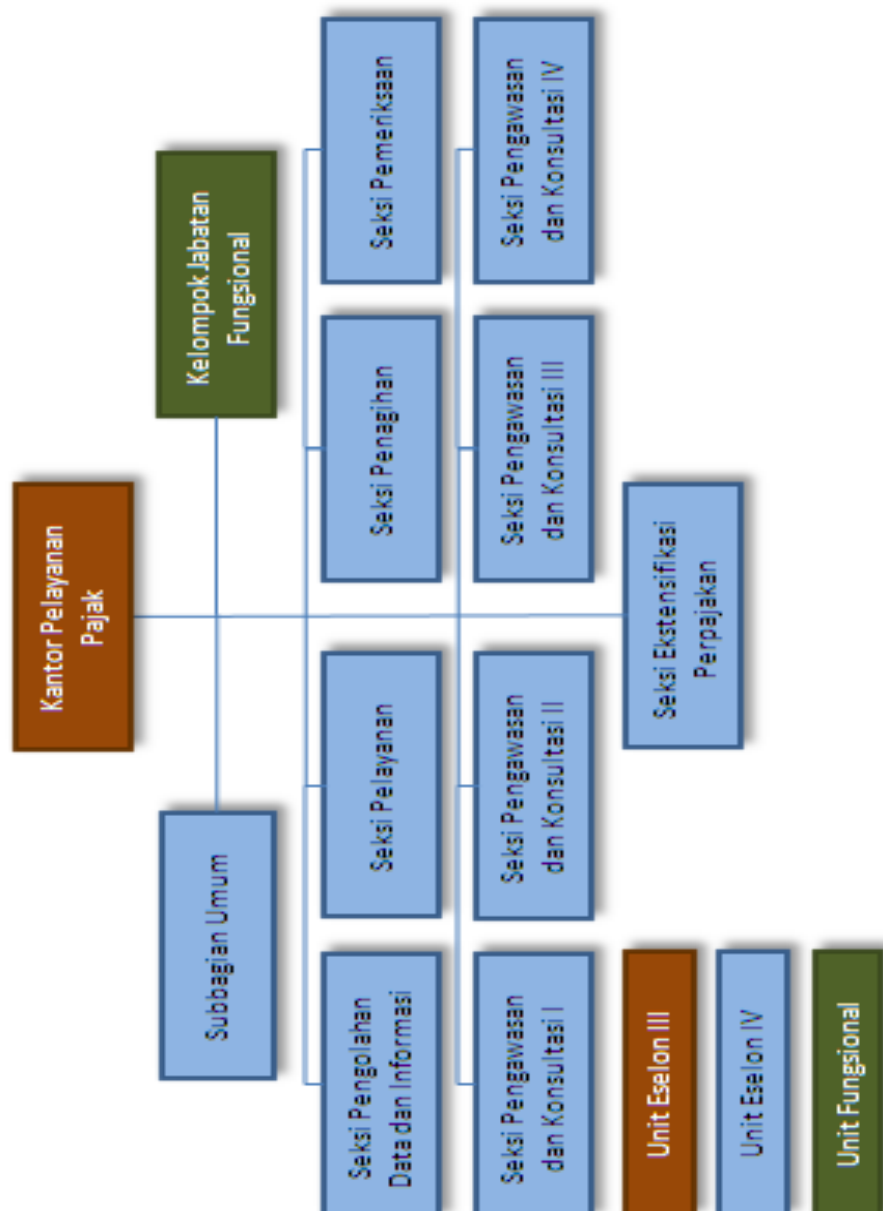 Kantor Pelayanan
Pajak
Subbagian Umum
Kelompok Jabatan
Fungsional
Seksi Pengolahan
Data dan Informasi
Seksi Pelayanan
Seksi Penagihan
Seksi Pemeriksaan
Seksi Pengawasan
dan Konsultasi I
Seksi Pengawasan
dan Konsultasi II
Seksi Pengawasan
dan Konsultasi III
Seksi Pengawasan
dan Konsultasi IV
Seksi Ekstensifikasi
Perpajakan
Unit Eselon III
Unit Eselon IV
Unit Fungsional